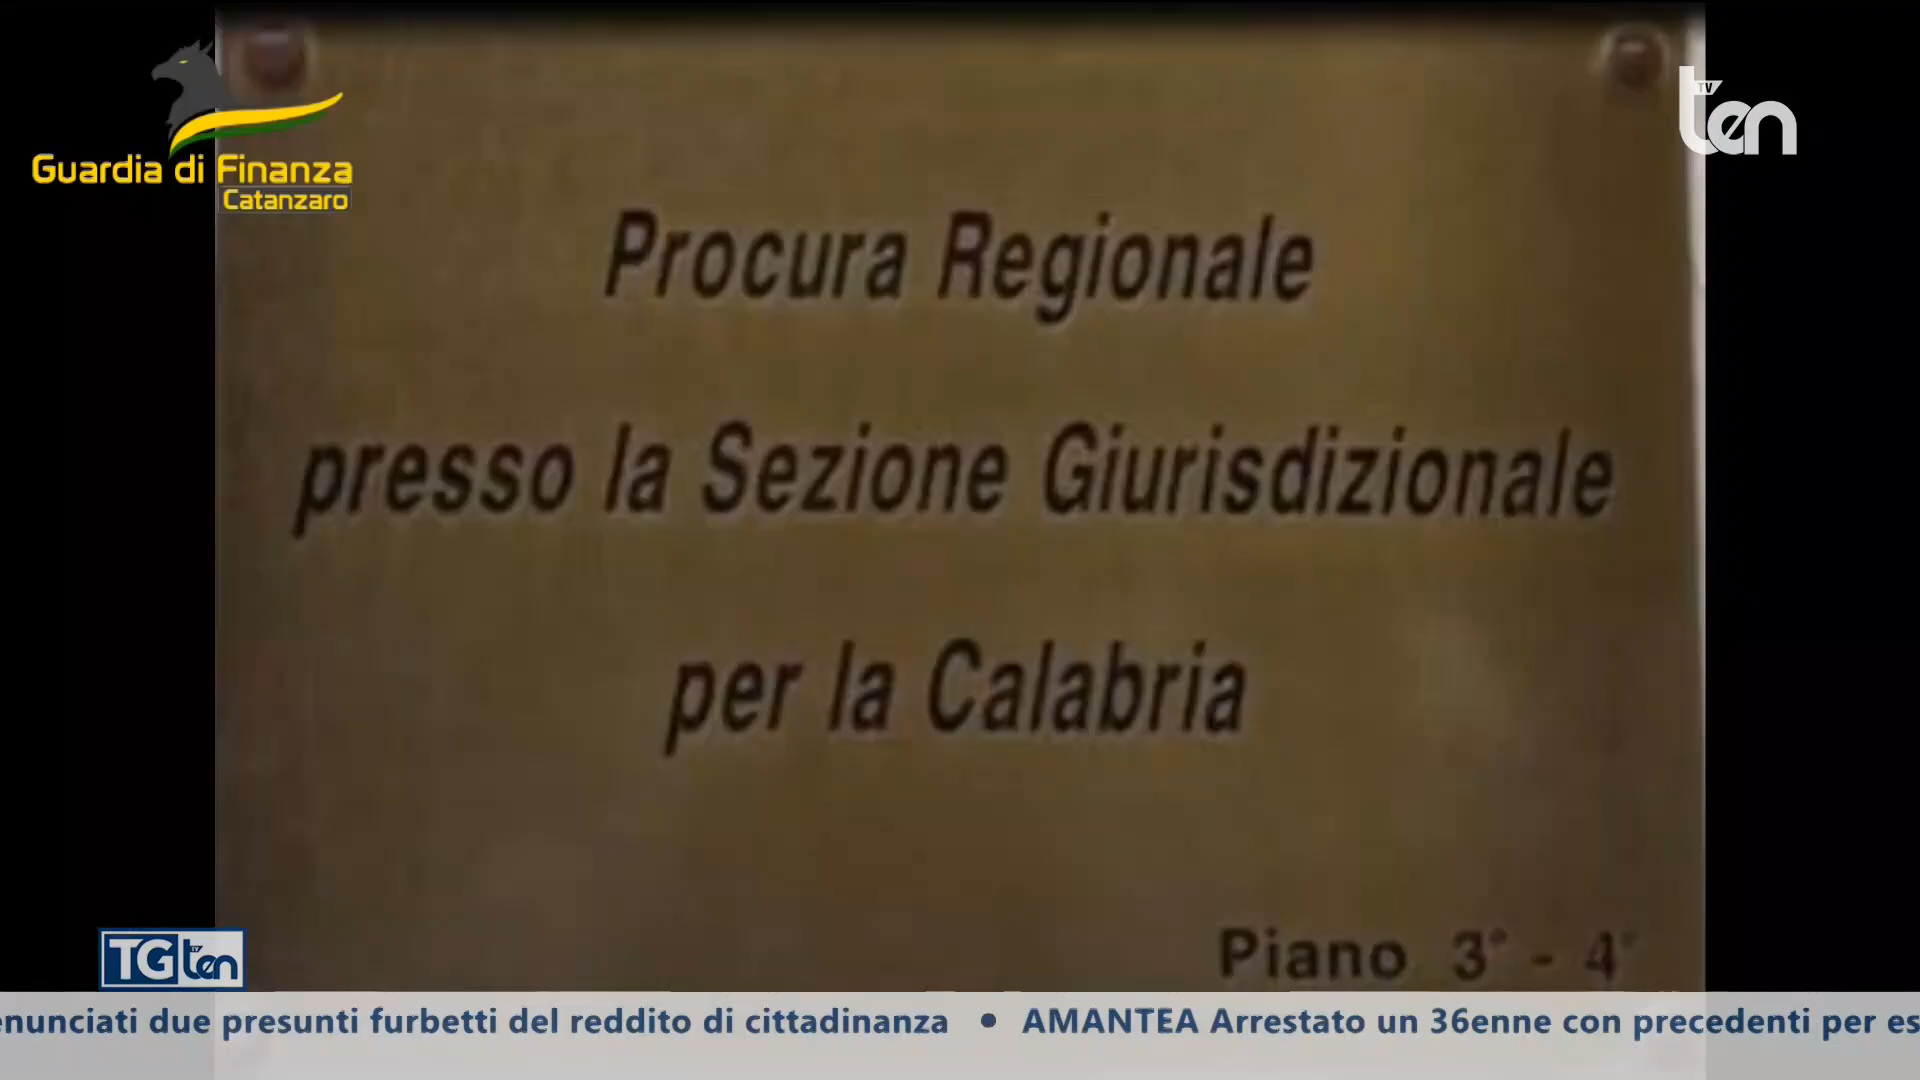 Guardia di Finanza
Catanzaro
TV
ten
Procura Regionale
presso la Sezione Giurisdizionale
per la Calabria
Piano 3° - 4°
TG ten
TV
enunciati due presunti furbetti del reddito di cittadinanza • AMANTEA Arrestato un 36enne con precedenti per es